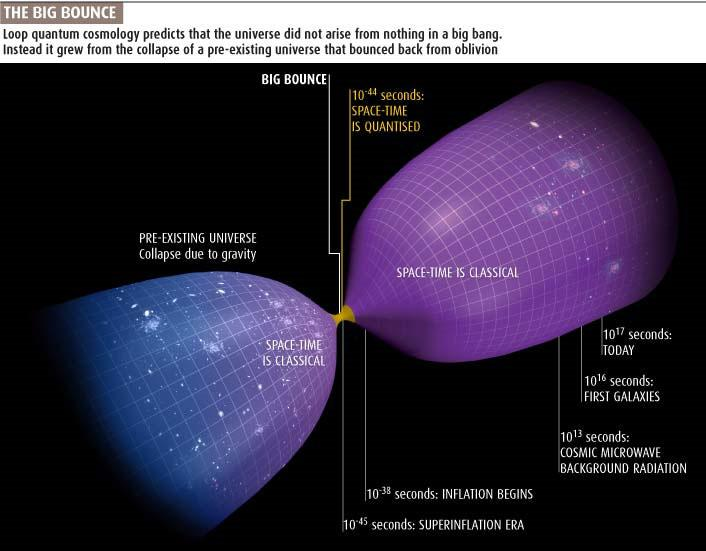 THE BIG BOUNCE
Loop quantum cosmology predicts that the universe did not arise from nothing in a big bang.
Instead it grew from the collapse of a pre-existing universe that bounced back from oblivion
BIG BOUNCE
10⁻⁴⁴ seconds:
SPACE-TIME
IS QUANTISED
PRE-EXISTING UNIVERSE
Collapse due to gravity
SPACE-TIME IS CLASSICAL
SPACE-TIME
IS CLASSICAL
10¹⁷ seconds:
TODAY
10¹⁶ seconds:
FIRST GALAXIES
10¹³ seconds:
COSMIC MICROWAVE
BACKGROUND RADIATION
10⁻³⁸ seconds: INFLATION BEGINS
10⁻⁴⁵ seconds: SUPERINFLATION ERA